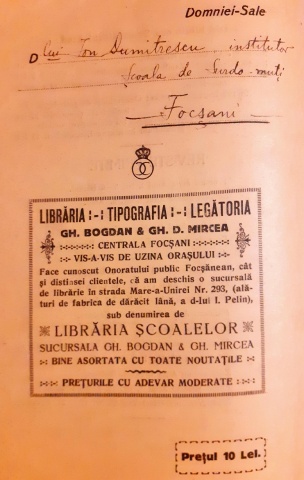 Domniei-Sale
D lui Ion Dumitrescu institutor
Școala de Surdo-muți
Focșani
LIBRĂRIA :-: TIPOGRAFIA :-: LEGĂTORIA
GH. BOGDAN & GH. D. MIRCEA
CENTRALA FOCȘANI
VIS-A-VIS DE UZINA ORAȘULUI
Face cunoscut Onoratului public Focșănean, cât
și distinsei clientele, că am deschis o sucursală
de librărie în strada Mare-a-Unirei Nr. 293, (ală-
turi de fabrica de dărăcit lână, a d-lui I. Pelin),
sub denumirea de
LIBRĂRIA ȘCOALELOR
SUCURSALA GH. BOGDAN & GH. MIRCEA
BINE ASORTATA CU TOATE NOUTAȚILE
PREȚURILE CU ADEVAR MODERATE
Prețul 10 Lei.